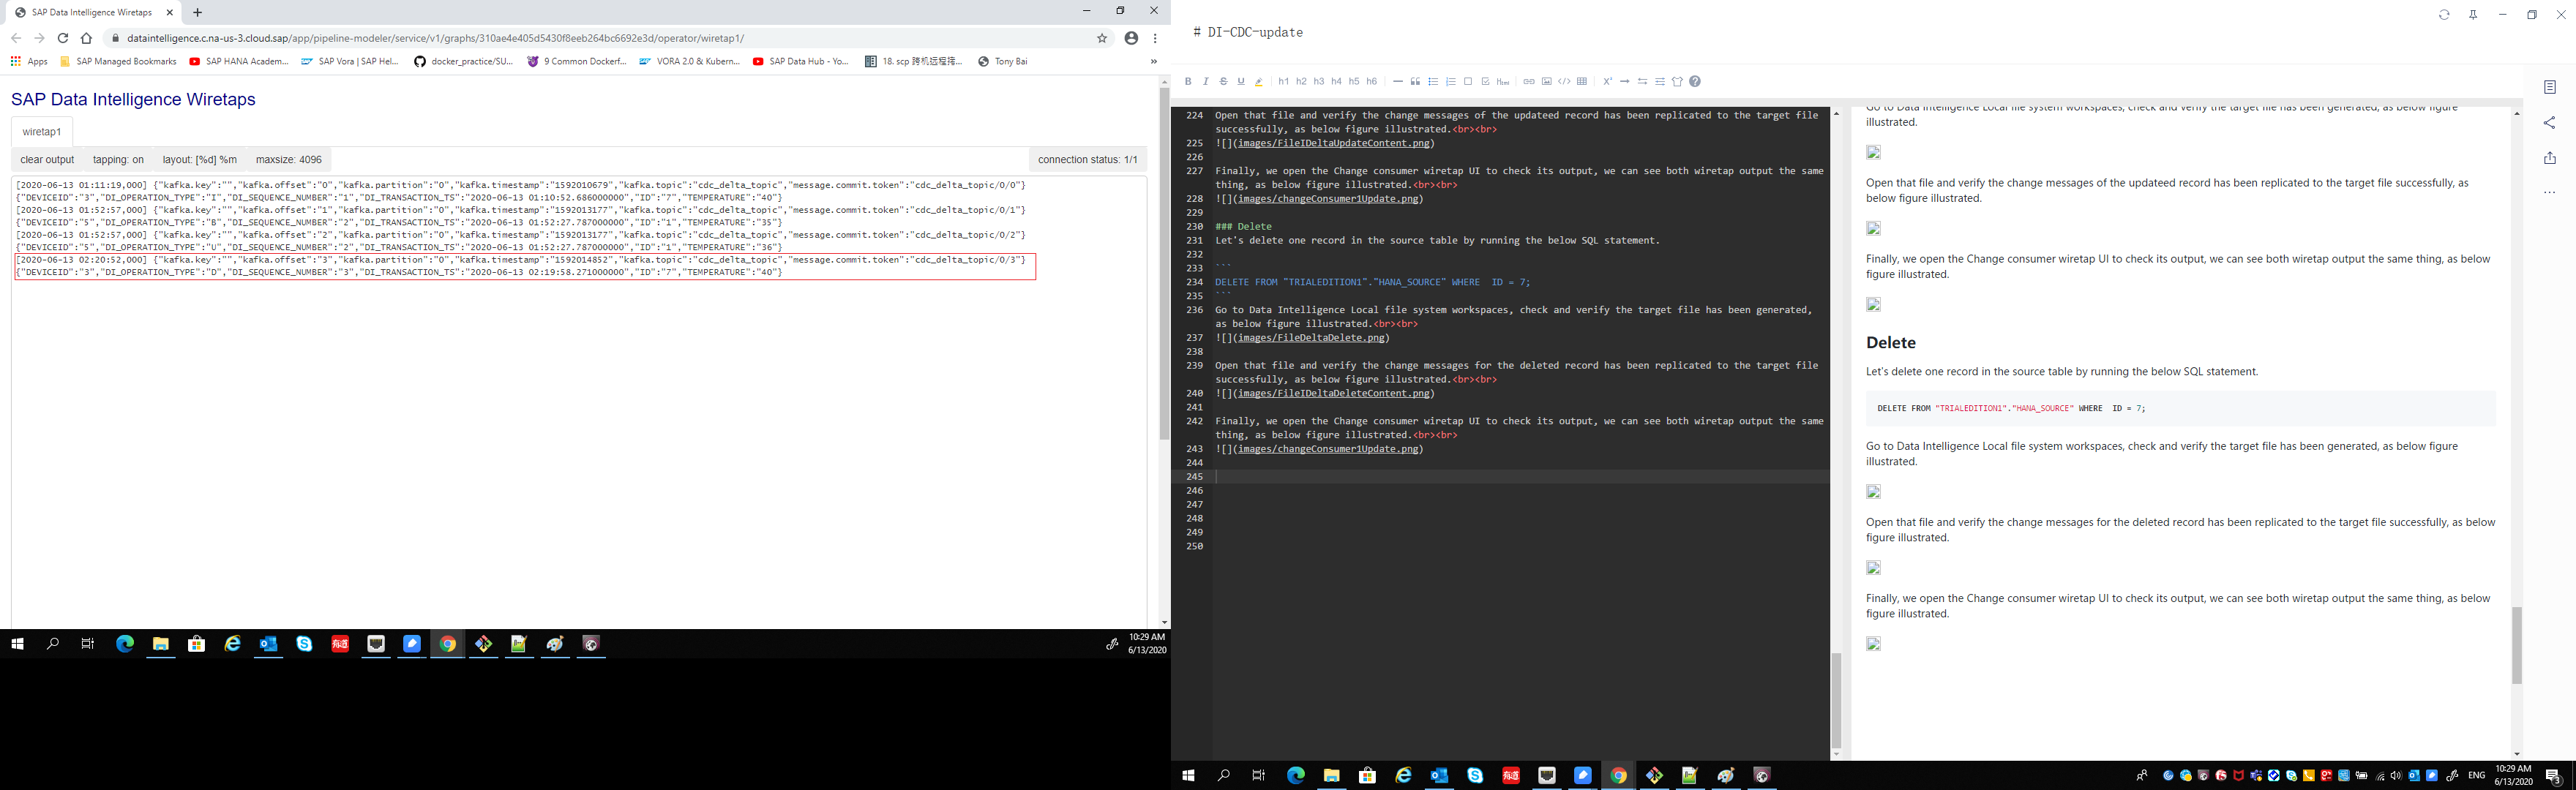 SAP Data Intelligence Wiretaps
dataintelligence.c.na-us-3.cloud.sap/app/pipeline-modeler/service/v1/graphs/310ae4e405d5430f8eeb264bc6692e3d/operator/wiretap1/
Apps SAP Managed Bookmarks SAP HANA Academ... SAP Vora | SAP Hel... docker_practice/SU... 9 Common Dockerf... VORA 2.0 & Kubern... SAP Data Hub - Yo... 18. scp 跨机远程拷... Tony Bai »
SAP Data Intelligence Wiretaps
wiretap1
clear output tapping: on layout: [%d] %m maxsize: 4096 connection status: 1/1
[2020-06-13 01:11:19,000] {"kafka.key":"","kafka.offset":"0","kafka.partition":"0","kafka.timestamp":"1592010679","kafka.topic":"cdc_delta_topic","message.commit.token":"cdc_delta_topic/0/0"}
{"DEVICEID":"3","DI_OPERATION_TYPE":"I","DI_SEQUENCE_NUMBER":"1","DI_TRANSACTION_TS":"2020-06-13 01:10:52.686000000","ID":"7","TEMPERATURE":"40"}
[2020-06-13 01:52:57,000] {"kafka.key":"","kafka.offset":"1","kafka.partition":"0","kafka.timestamp":"1592013177","kafka.topic":"cdc_delta_topic","message.commit.token":"cdc_delta_topic/0/1"}
{"DEVICEID":"5","DI_OPERATION_TYPE":"B","DI_SEQUENCE_NUMBER":"2","DI_TRANSACTION_TS":"2020-06-13 01:52:27.787000000","ID":"1","TEMPERATURE":"35"}
[2020-06-13 01:52:57,000] {"kafka.key":"","kafka.offset":"2","kafka.partition":"0","kafka.timestamp":"1592013177","kafka.topic":"cdc_delta_topic","message.commit.token":"cdc_delta_topic/0/2"}
{"DEVICEID":"5","DI_OPERATION_TYPE":"U","DI_SEQUENCE_NUMBER":"2","DI_TRANSACTION_TS":"2020-06-13 01:52:27.787000000","ID":"1","TEMPERATURE":"36"}
[2020-06-13 02:20:52,000] {"kafka.key":"","kafka.offset":"3","kafka.partition":"0","kafka.timestamp":"1592014852","kafka.topic":"cdc_delta_topic","message.commit.token":"cdc_delta_topic/0/3"}
{"DEVICEID":"3","DI_OPERATION_TYPE":"D","DI_SEQUENCE_NUMBER":"3","DI_TRANSACTION_TS":"2020-06-13 02:19:58.271000000","ID":"7","TEMPERATURE":"40"}
有道
10:29 AM
6/13/2020
# DI-CDC-update
B I S U h1 h2 h3 h4 h5 h6 Html
224 Open that file and verify the change messages of the updateed record has been replicated to the target file
successfully, as below figure illustrated.<br><br>
225 ![](images/FileIDeltaUpdateContent.png)
226
227 Finally, we open the Change consumer wiretap UI to check its output, we can see both wiretap output the same
thing, as below figure illustrated.<br><br>
228 ![](images/changeConsumer1Update.png)
229
230 ### Delete
231 Let's delete one record in the source table by running the below SQL statement.
232
233 ```
234 DELETE FROM "TRIALEDITION1"."HANA_SOURCE" WHERE  ID = 7;
235 ```
236 Go to Data Intelligence Local file system workspaces, check and verify the target file has been generated,
as below figure illustrated.<br><br>
237 ![](images/FileDeltaDelete.png)
238
239 Open that file and verify the change messages for the deleted record has been replicated to the target file
successfully, as below figure illustrated.<br><br>
240 ![](images/FileIDeltaDeleteContent.png)
241
242 Finally, we open the Change consumer wiretap UI to check its output, we can see both wiretap output the same
thing, as below figure illustrated.<br><br>
243 ![](images/changeConsumer1Update.png)
244
245
246
247
248
249
250
Go to Data Intelligence Local file system workspaces, check and verify the target file has been generated, as below figure
illustrated.
Open that file and verify the change messages of the updateed record has been replicated to the target file successfully, as
below figure illustrated.
Finally, we open the Change consumer wiretap UI to check its output, we can see both wiretap output the same thing, as below
figure illustrated.
Delete
Let's delete one record in the source table by running the below SQL statement.
DELETE FROM "TRIALEDITION1"."HANA_SOURCE" WHERE  ID = 7;
Go to Data Intelligence Local file system workspaces, check and verify the target file has been generated, as below figure
illustrated.
Open that file and verify the change messages for the deleted record has been replicated to the target file successfully, as below
figure illustrated.
Finally, we open the Change consumer wiretap UI to check its output, we can see both wiretap output the same thing, as below
figure illustrated.
有道
ENG
10:29 AM
6/13/2020
3